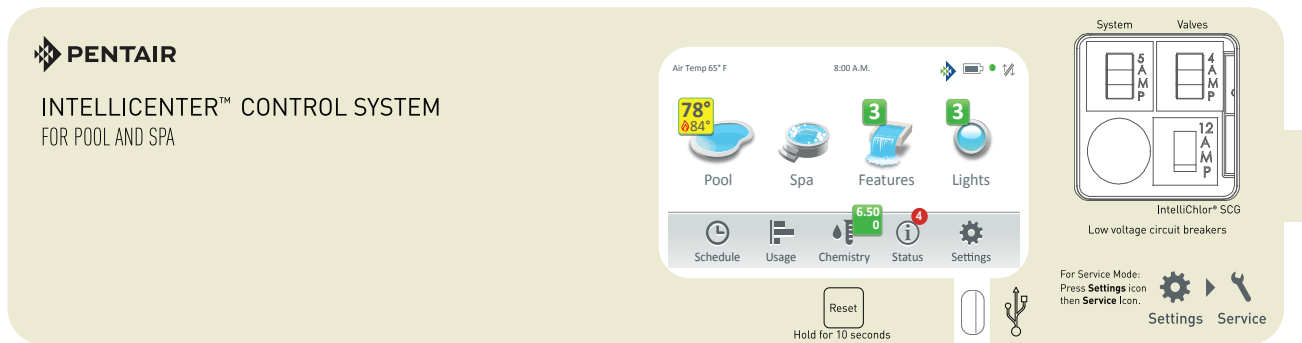 PENTAIR
INTELLICENTER™ CONTROL SYSTEM
FOR POOL AND SPA
Air Temp 65° F
8:00 A.M.
78°
84°
3
3
Pool
Spa
Features
Lights
6.50
0
4
Schedule
Usage
Chemistry
Status
Settings
Reset
Hold for 10 seconds
System
Valves
5 AMP
4 AMP
12 AMP
IntelliChlor® SCG
Low voltage circuit breakers
For Service Mode:
Press Settings icon
then Service Icon.
Settings
Service